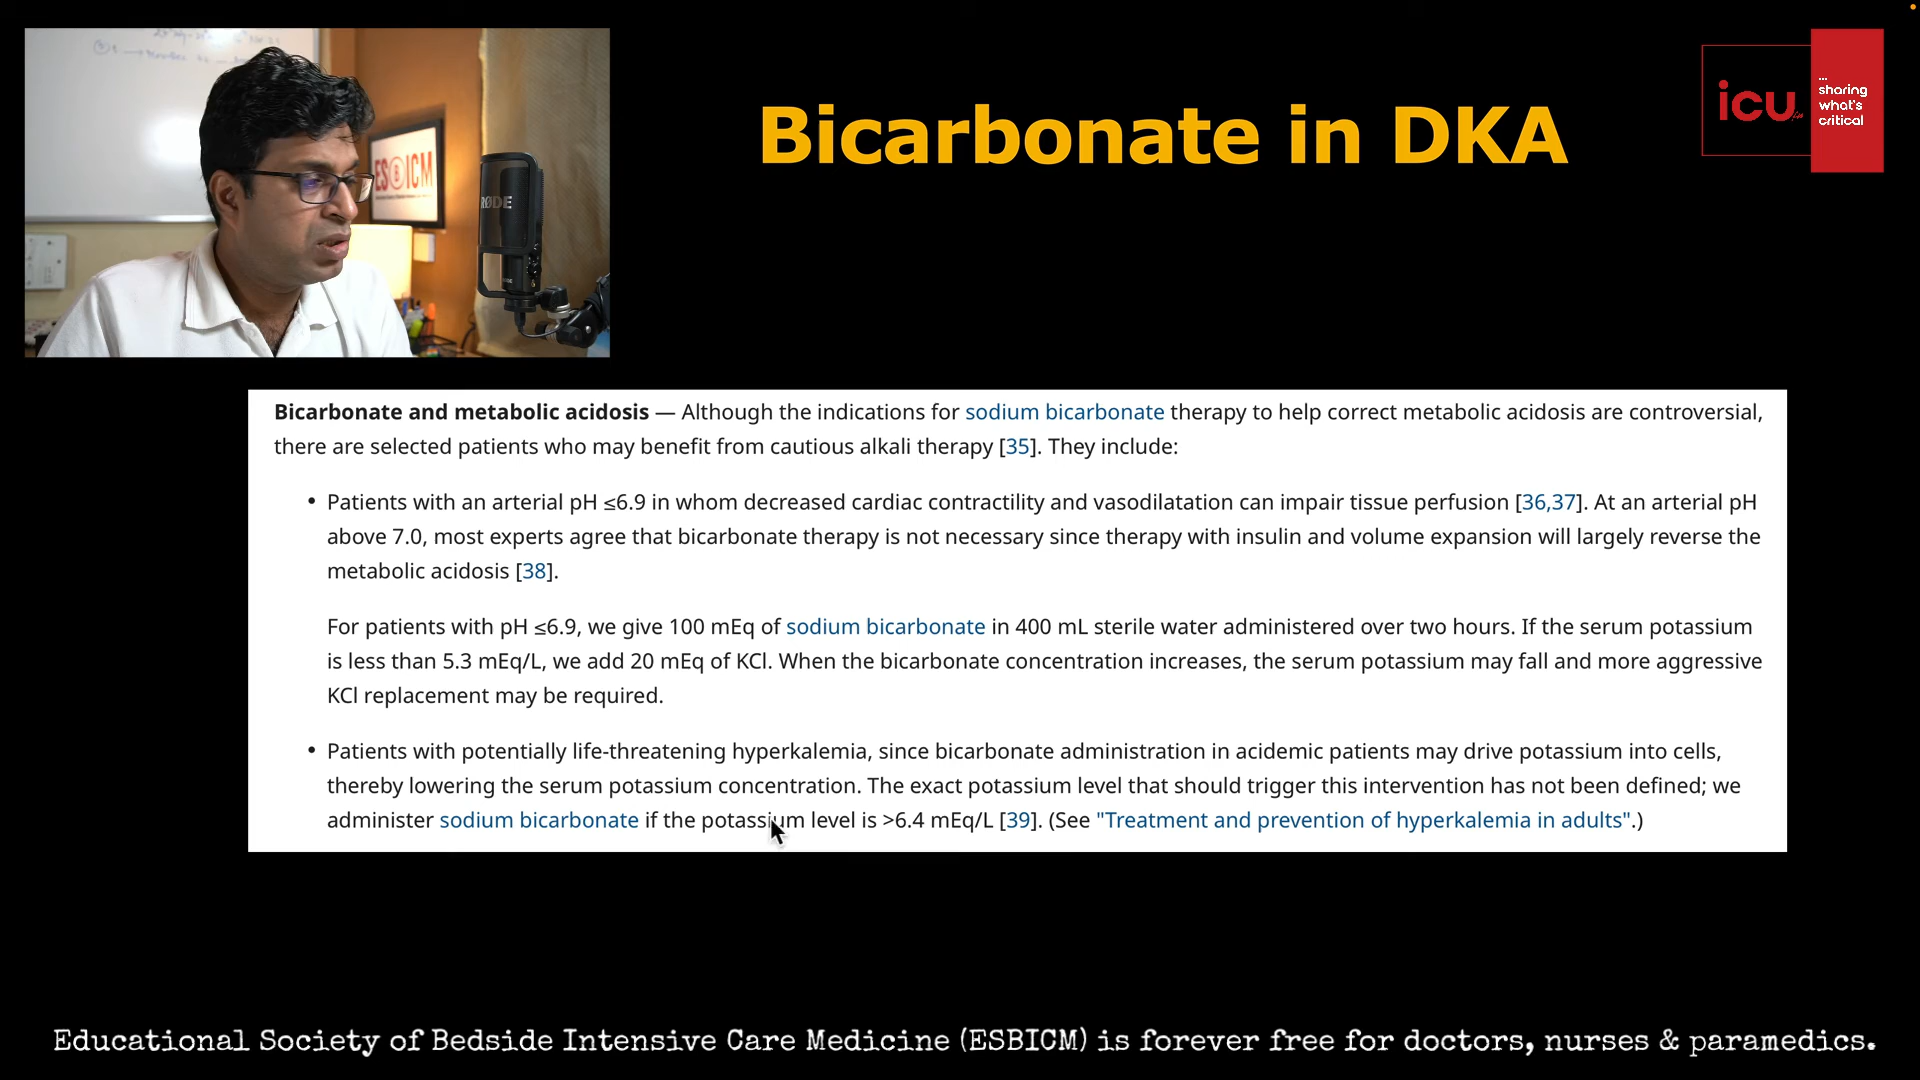 Bicarbonate in DKA
icu
...
sharing
what's
critical
ESBICM
RØDE
Bicarbonate and metabolic acidosis — Although the indications for sodium bicarbonate therapy to help correct metabolic acidosis are controversial,
there are selected patients who may benefit from cautious alkali therapy [35]. They include:
• Patients with an arterial pH ≤6.9 in whom decreased cardiac contractility and vasodilatation can impair tissue perfusion [36,37]. At an arterial pH
above 7.0, most experts agree that bicarbonate therapy is not necessary since therapy with insulin and volume expansion will largely reverse the
metabolic acidosis [38].
For patients with pH ≤6.9, we give 100 mEq of sodium bicarbonate in 400 mL sterile water administered over two hours. If the serum potassium
is less than 5.3 mEq/L, we add 20 mEq of KCl. When the bicarbonate concentration increases, the serum potassium may fall and more aggressive
KCl replacement may be required.
• Patients with potentially life-threatening hyperkalemia, since bicarbonate administration in acidemic patients may drive potassium into cells,
thereby lowering the serum potassium concentration. The exact potassium level that should trigger this intervention has not been defined; we
administer sodium bicarbonate if the potassium level is >6.4 mEq/L [39]. (See "Treatment and prevention of hyperkalemia in adults".)
Educational Society of Bedside Intensive Care Medicine (ESBICM) is forever free for doctors, nurses & paramedics.